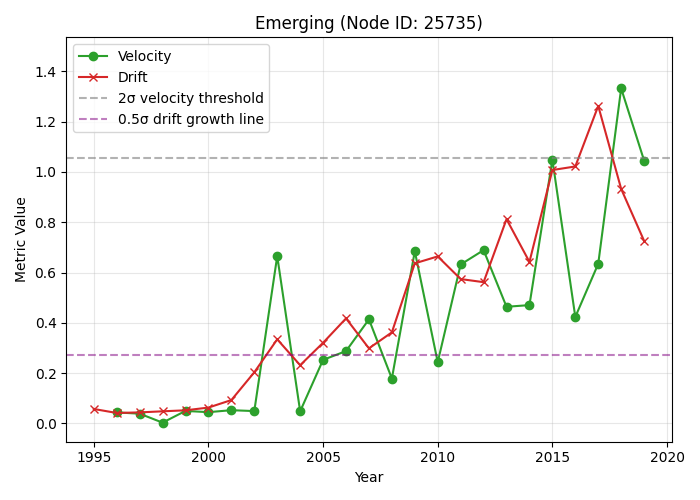 Emerging (Node ID: 25735)
Velocity
Drift
2σ velocity threshold
0.5σ drift growth line
Metric Value
1.4
1.2
1.0
0.8
0.6
0.4
0.2
0.0
1995
2000
2005
2010
2015
2020
Year